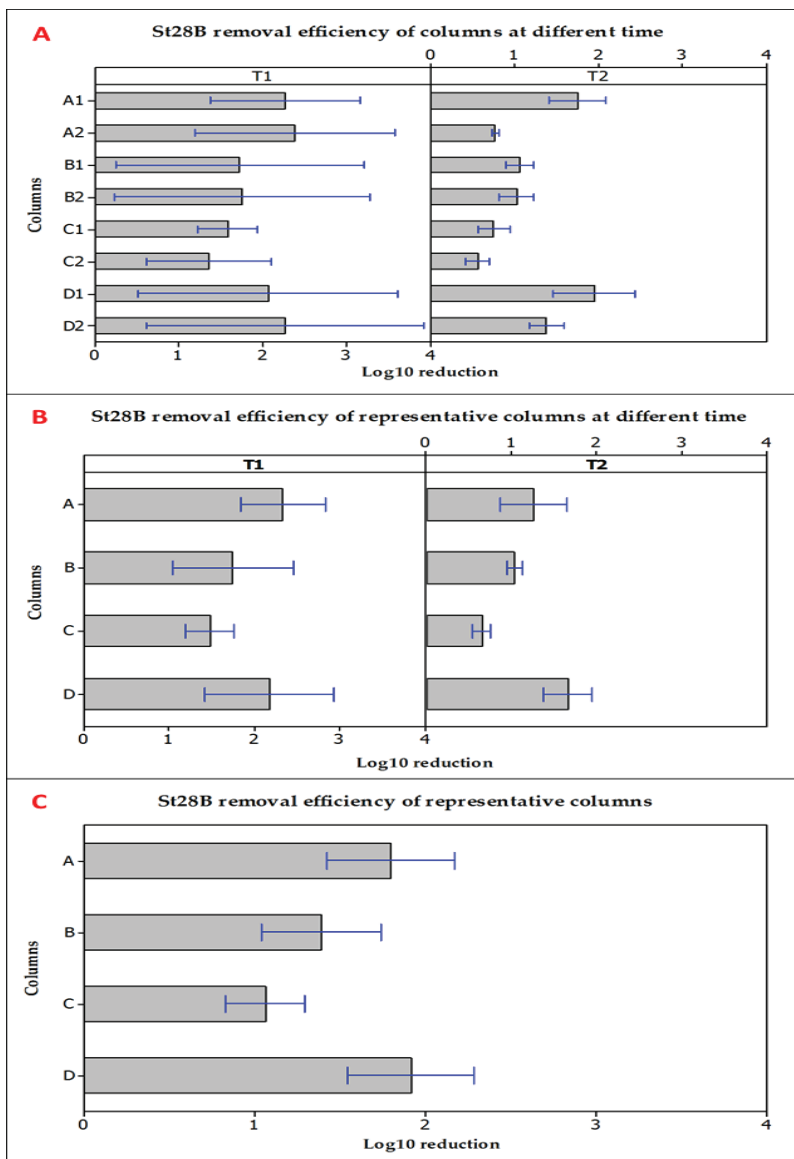 A
St28B removal efficiency of columns at different time
0 1 2 3 4
T1 T2
A1
A2
B1
B2
C1
C2
D1
D2
Columns
0 1 2 3 4
Log10 reduction
B
St28B removal efficiency of representative columns at different time
0 1 2 3 4
T1 T2
A
B
C
D
Columns
0 1 2 3 4
Log10 reduction
C
St28B removal efficiency of representative columns
A
B
C
D
Columns
0 1 2 3 4
Log10 reduction